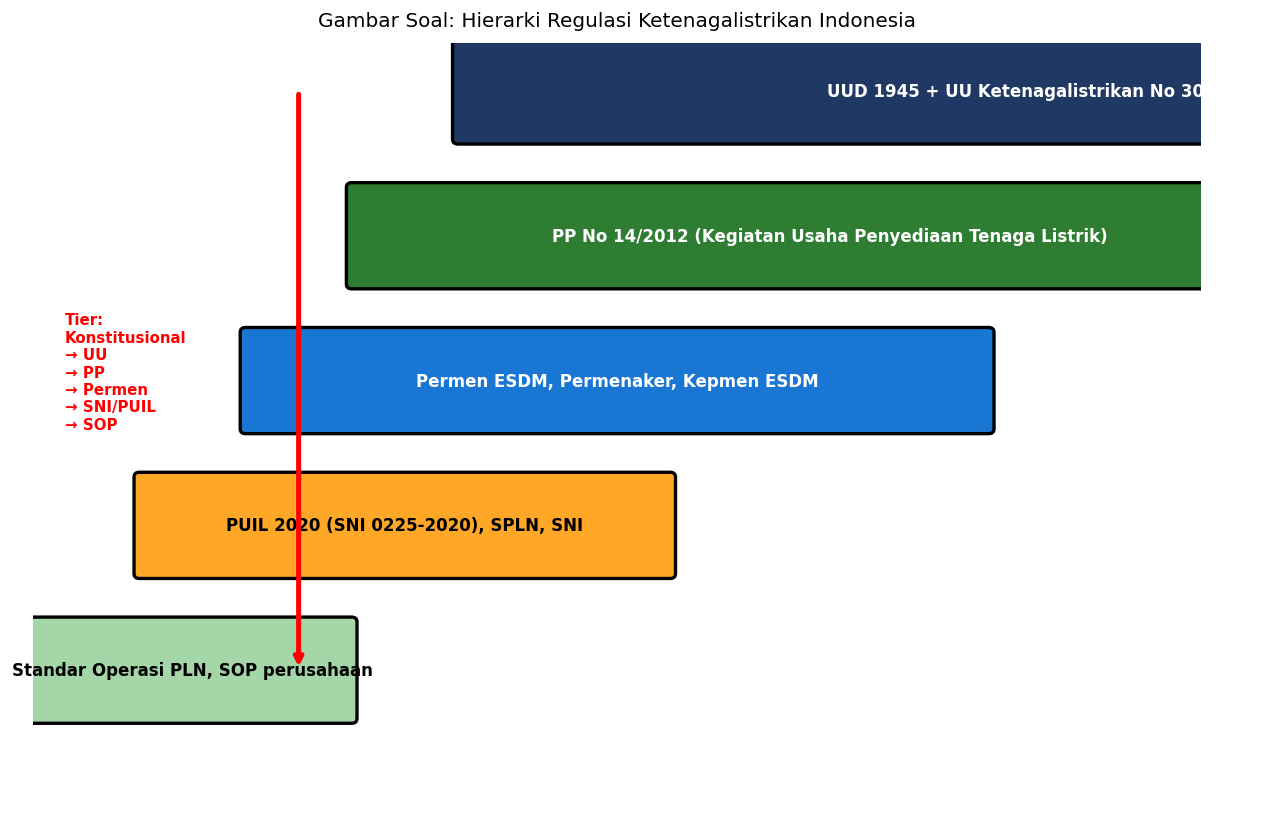 Gambar Soal: Hierarki Regulasi Ketenagalistrikan Indonesia
UUD 1945 + UU Ketenagalistrikan No 30
PP No 14/2012 (Kegiatan Usaha Penyediaan Tenaga Listrik)
Tier:
Konstitusional
→ UU
→ PP
→ Permen
→ SNI/PUIL
→ SOP
Permen ESDM, Permenaker, Kepmen ESDM
PUIL 2020 (SNI 0225-2020), SPLN, SNI
Standar Operasi PLN, SOP perusahaan